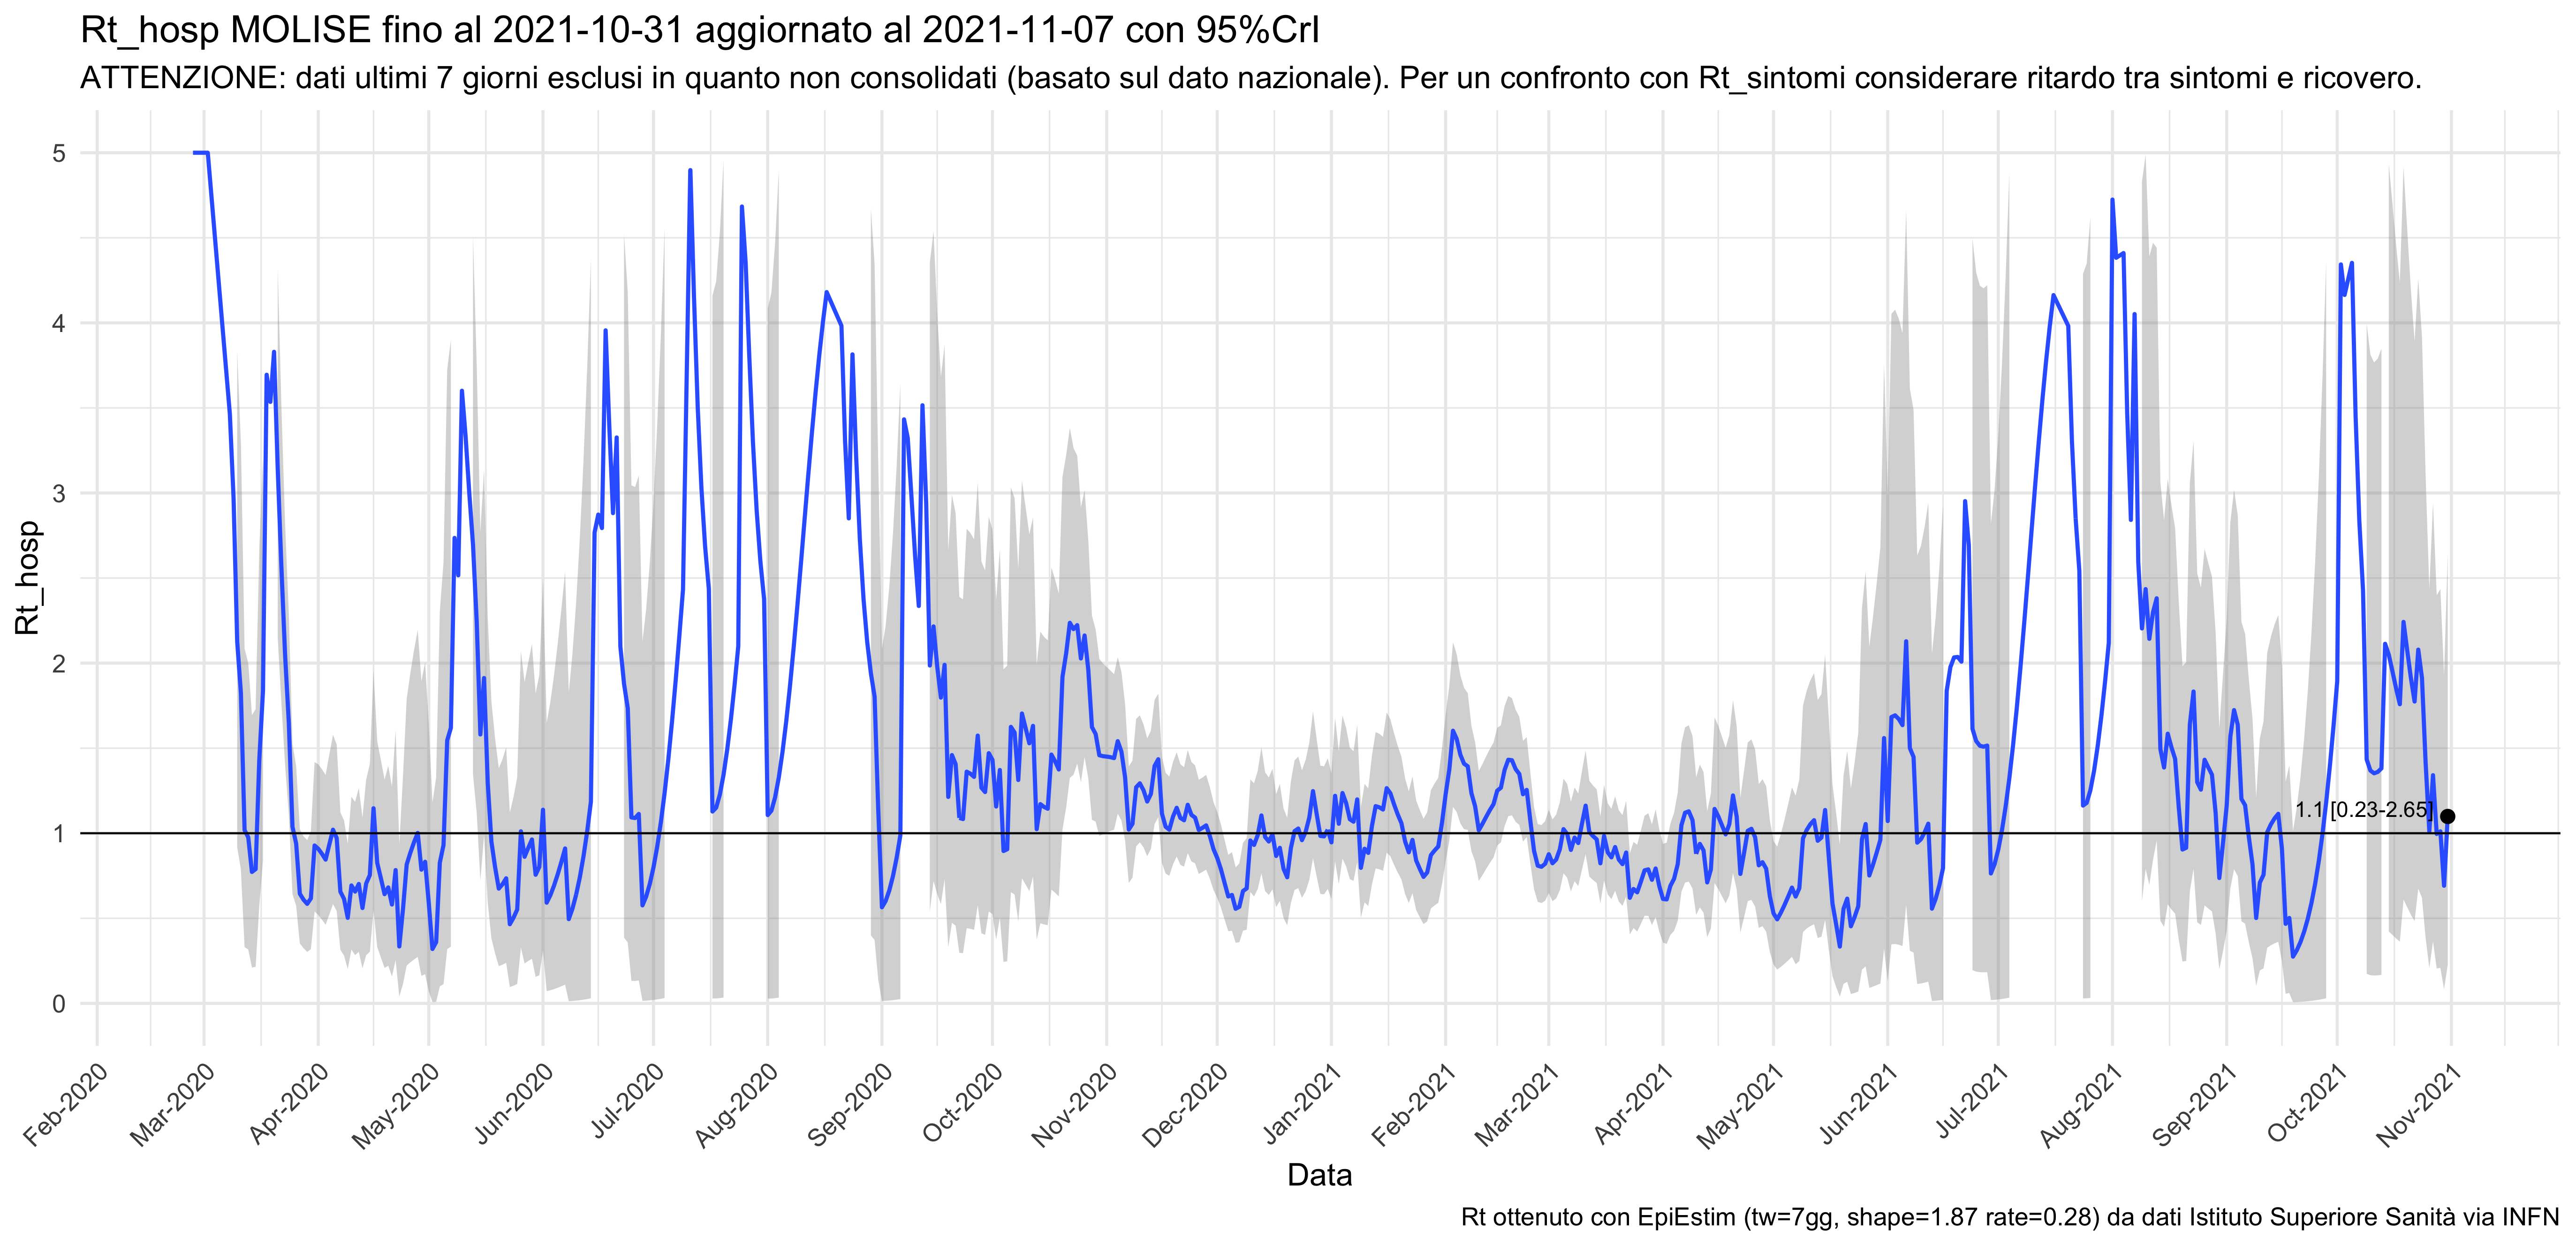 Rt_hosp MOLISE fino al 2021-10-31 aggiornato al 2021-11-07 con 95%CrI
ATTENZIONE: dati ultimi 7 giorni esclusi in quanto non consolidati (basato sul dato nazionale). Per un confronto con Rt_sintomi considerare ritardo tra sintomi e ricovero.
5
4
3
2
1
0
Rt_hosp
1.1 [0.23-2.65]
Feb-2020
Mar-2020
Apr-2020
May-2020
Jun-2020
Jul-2020
Aug-2020
Sep-2020
Oct-2020
Nov-2020
Dec-2020
Jan-2021
Feb-2021
Mar-2021
Apr-2021
May-2021
Jun-2021
Jul-2021
Aug-2021
Sep-2021
Oct-2021
Nov-2021
Data
Rt ottenuto con EpiEstim (tw=7gg, shape=1.87 rate=0.28) da dati Istituto Superiore Sanità via INFN